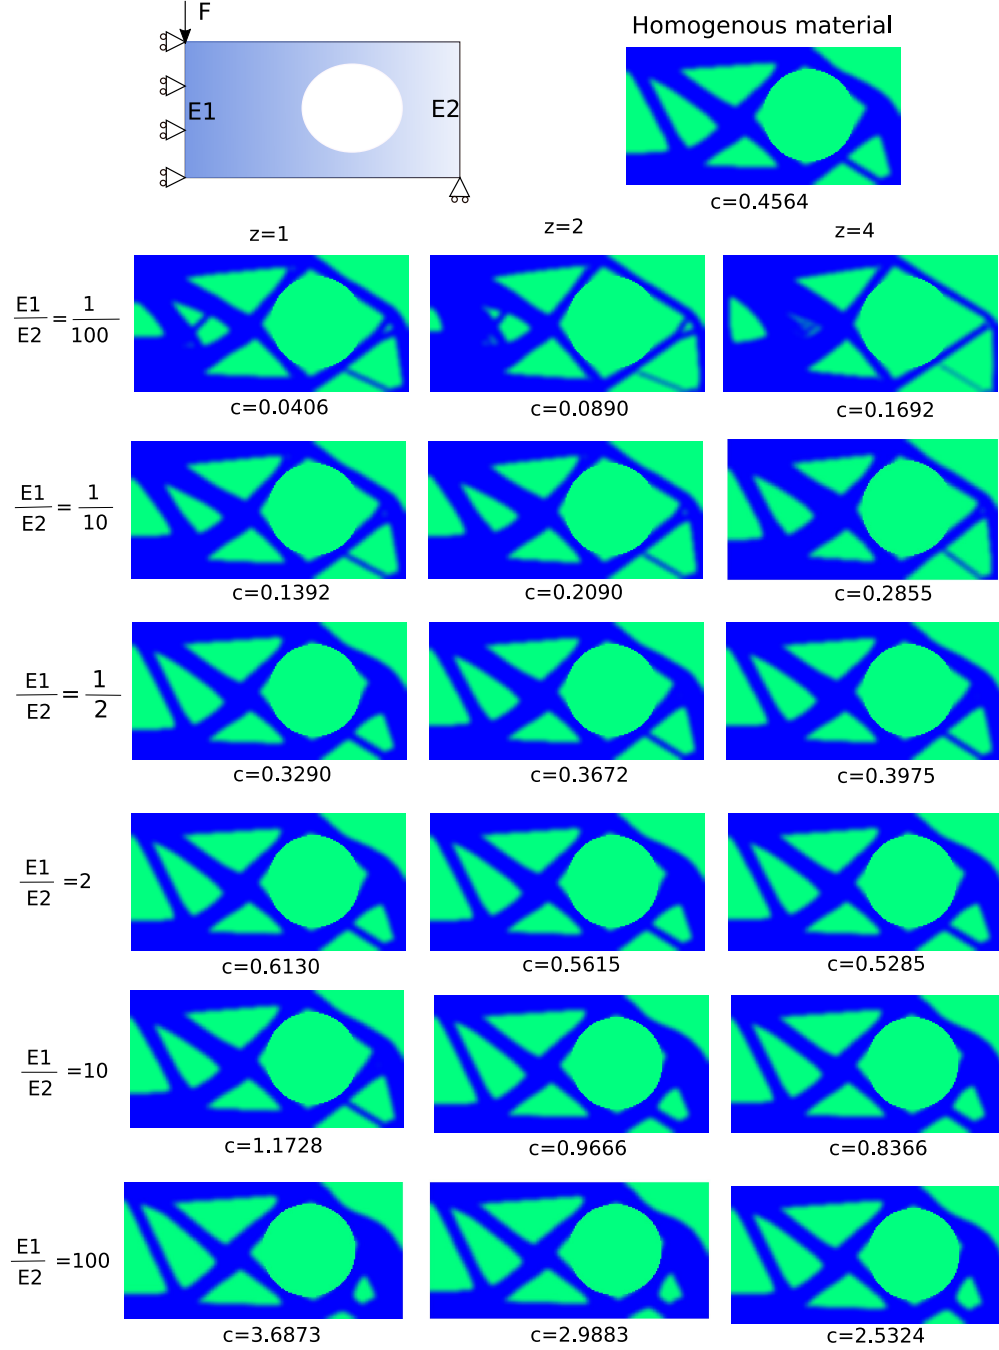 F
Homogenous material
E1
E2
c=0.4564
z=1
z=2
z=4
E1/E2 = 1/100
c=0.0406
c=0.0890
c=0.1692
E1/E2 = 1/10
c=0.1392
c=0.2090
c=0.2855
E1/E2 = 1/2
c=0.3290
c=0.3672
c=0.3975
E1/E2 =2
c=0.6130
c=0.5615
c=0.5285
E1/E2 =10
c=1.1728
c=0.9666
c=0.8366
E1/E2 =100
c=3.6873
c=2.9883
c=2.5324